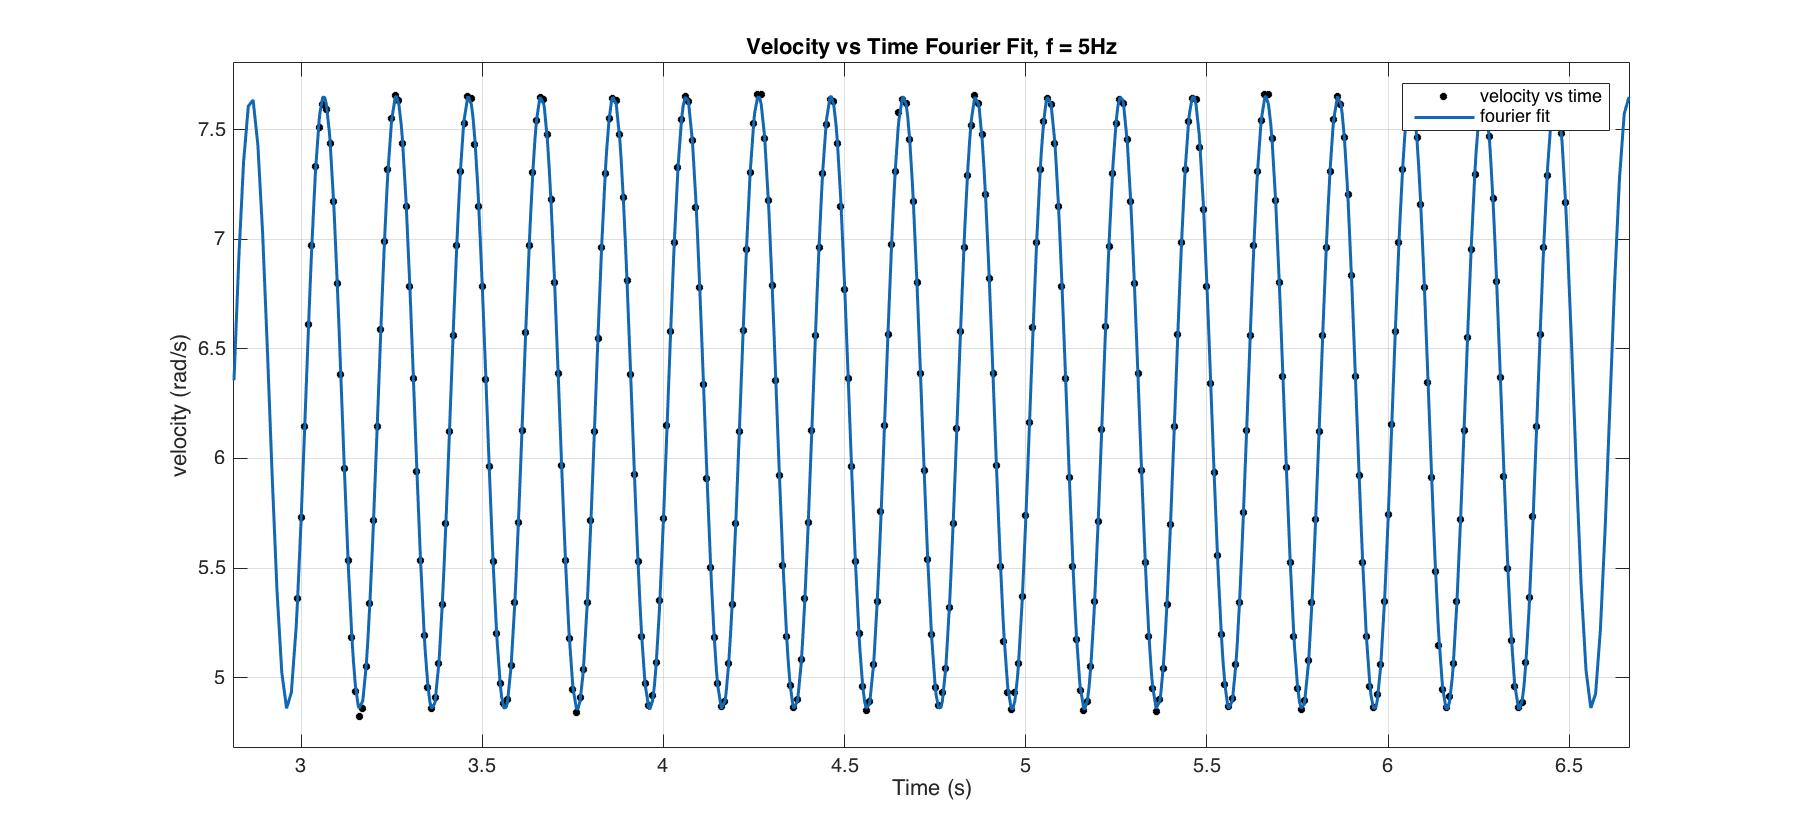 Velocity vs Time Fourier Fit, f = 5Hz
velocity vs time
fourier fit
7.5
7
6.5
6
5.5
5
velocity (rad/s)
3 3.5 4 4.5 5 5.5 6 6.5
Time (s)